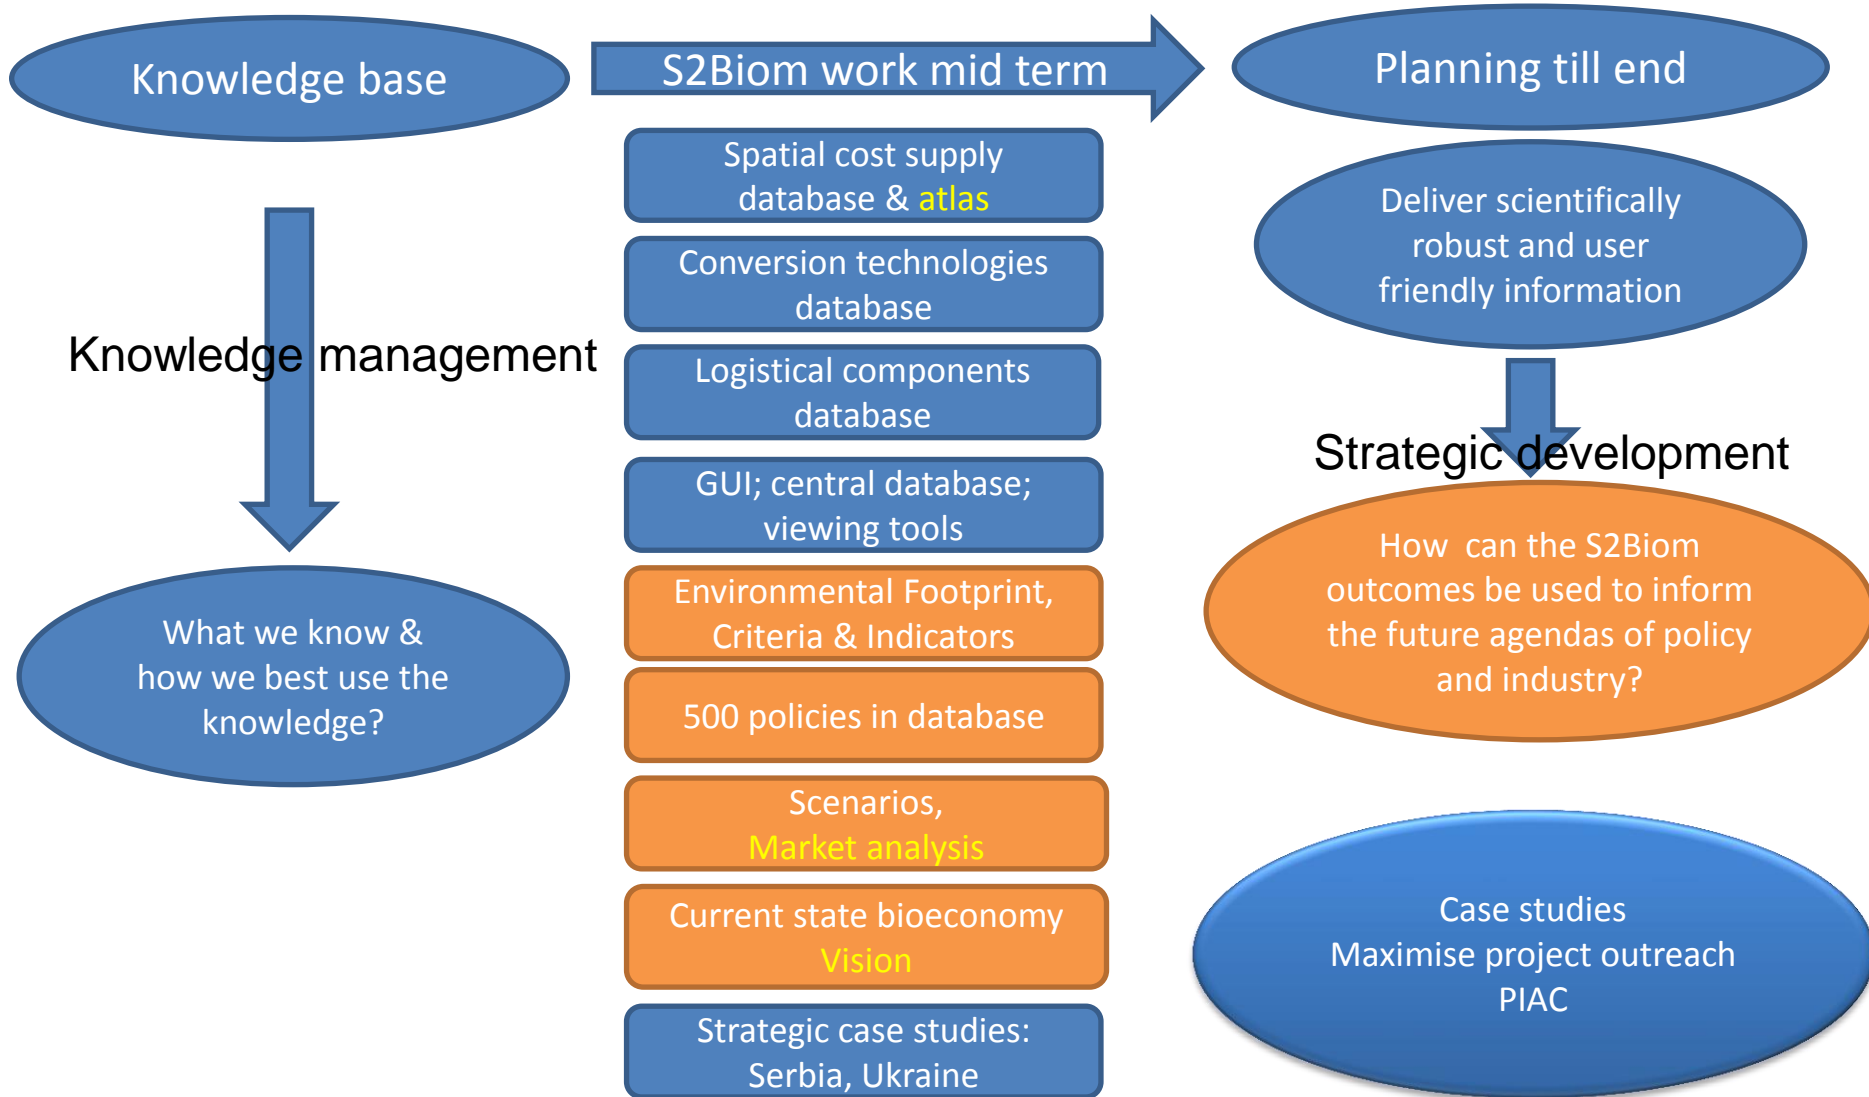 Knowledge base
S2Biom work mid term
Planning till end
Knowledge management
What we know &
how we best use the
knowledge?
Spatial cost supply
database & atlas
Conversion technologies
database
Logistical components
database
GUI; central database;
viewing tools
Environmental Footprint,
Criteria & Indicators
500 policies in database
Scenarios,
Market analysis
Current state bioeconomy
Vision
Strategic case studies:
Serbia, Ukraine
Deliver scientifically
robust and user
friendly information
Strategic development
How can the S2Biom
outcomes be used to inform
the future agendas of policy
and industry?
Case studies
Maximise project outreach
PIAC